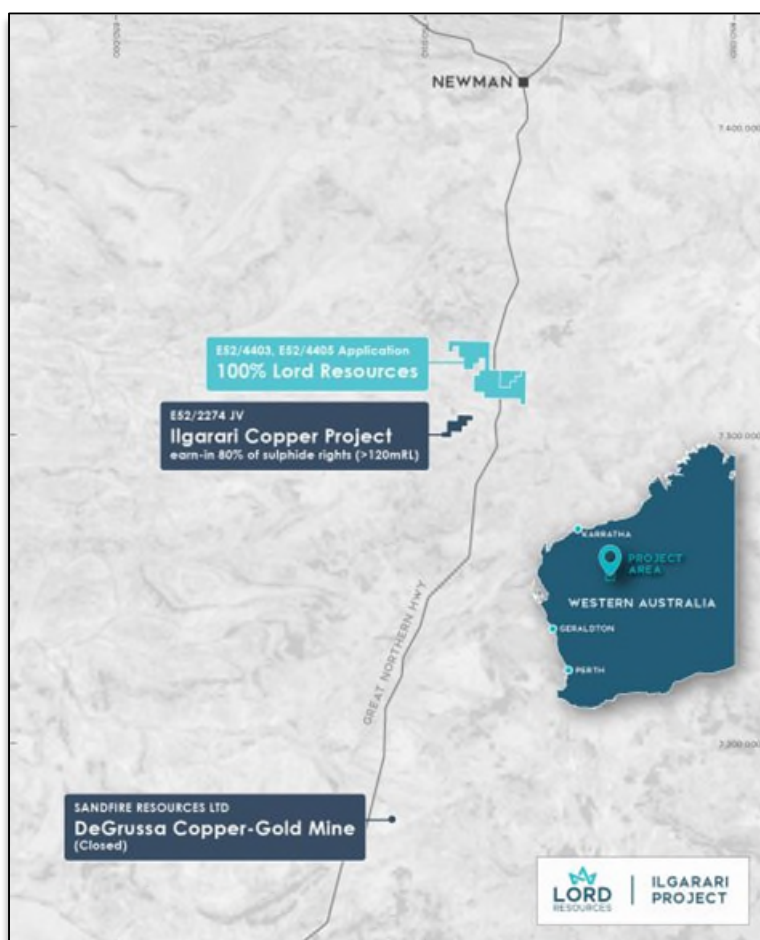 NEWMAN
7,400,000
E52/4403, E52/4405 Application
100% Lord Resources
E52/2274 JV
Ilgarari Copper Project
earn-in 80% of sulphide rights (>120mRL)
7,300,000
KARRATHA
PROJECT
AREA
WESTERN AUSTRALIA
GERALDTON
PERTH
GREAT NORTHERN HWY
7,200,000
SANDFIRE RESOURCES LTD
DeGrussa Copper-Gold Mine
(Closed)
LORD
RESOURCES
ILGARARI
PROJECT